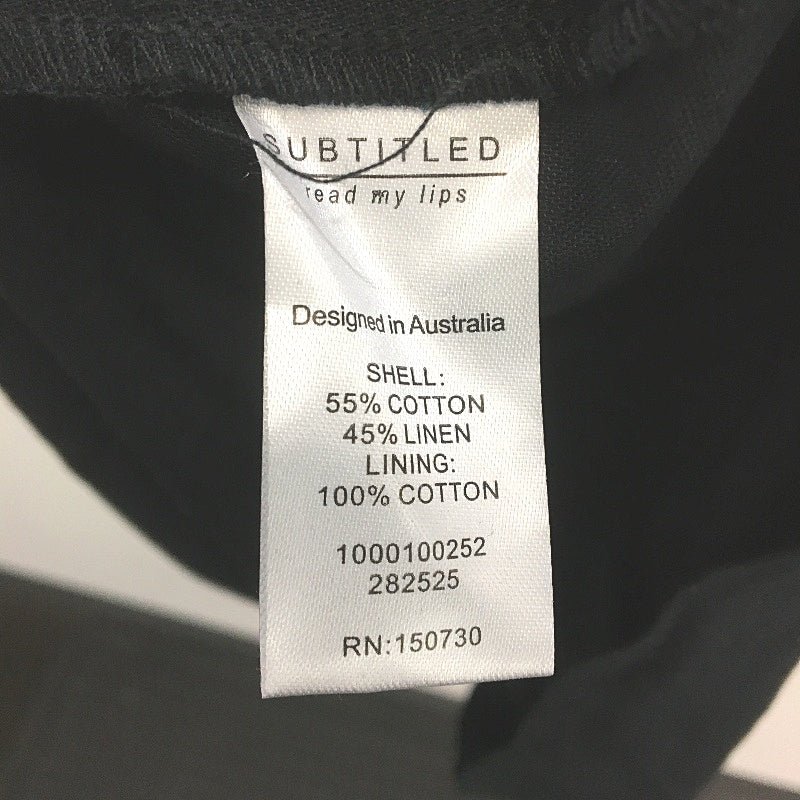 SUBTITLED
read my lips
Designed in Australia
SHELL:
55% COTTON
45% LINEN
LINING:
100% COTTON
1000100252
282525
RN:150730